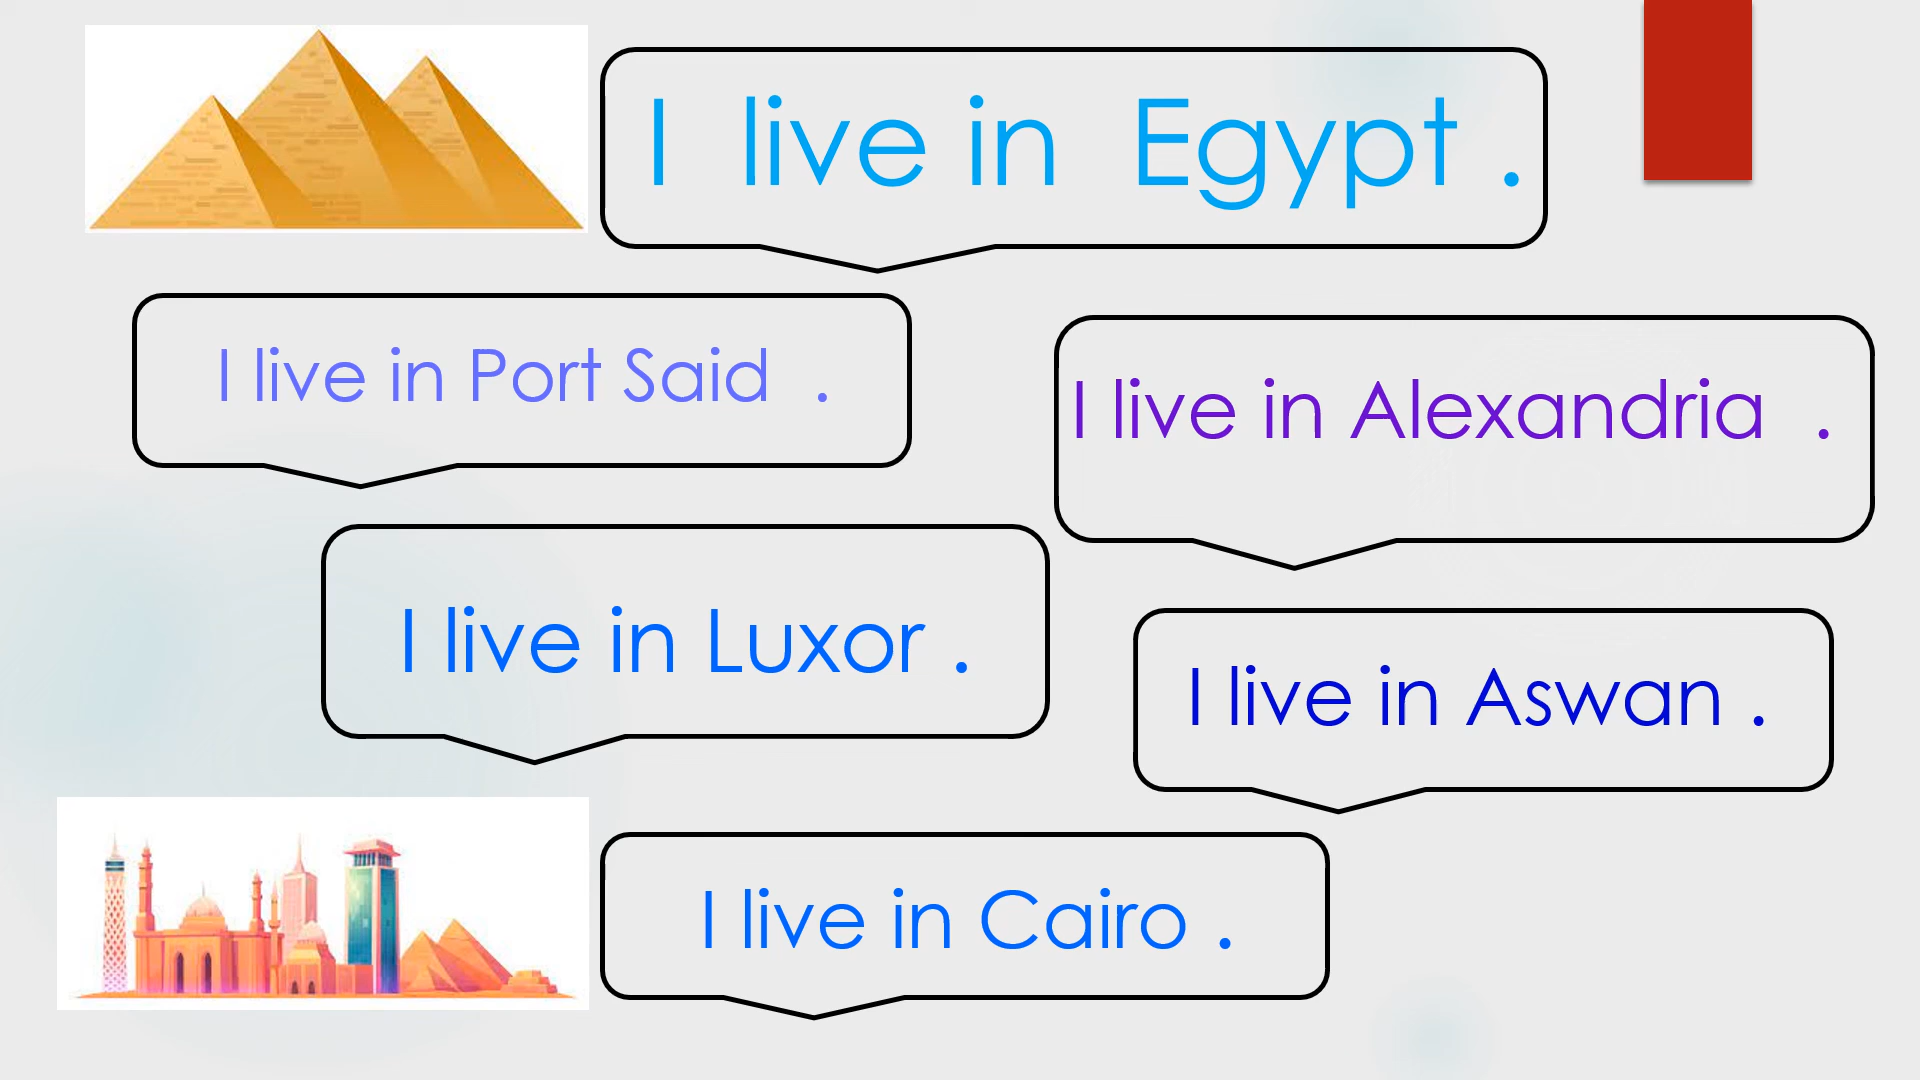 I live in Egypt .
I live in Port Said .
I live in Alexandria .
I live in Luxor .
I live in Aswan .
I live in Cairo .